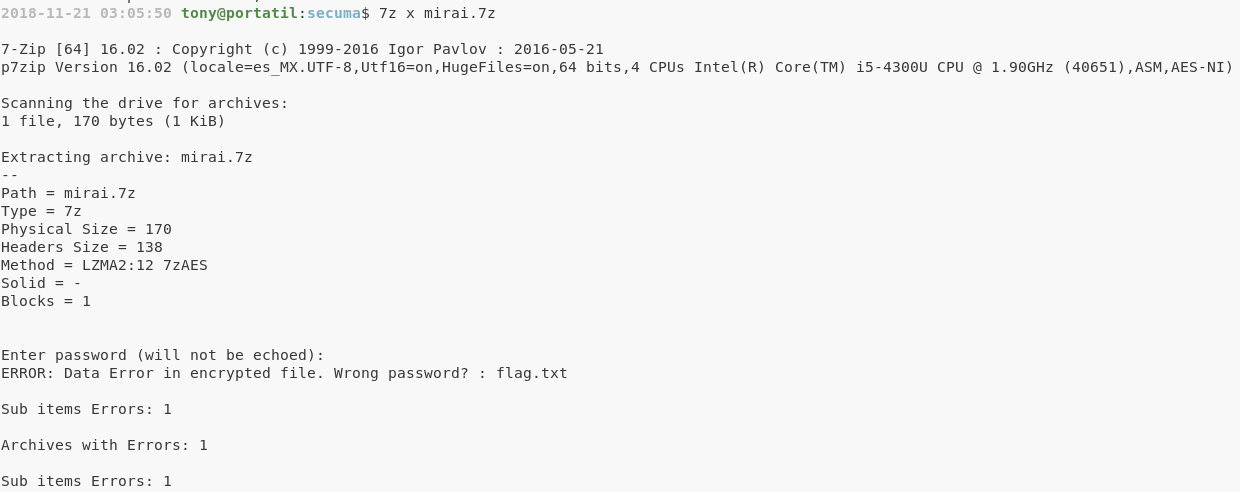 2018-11-21 03:05:50 tony@portatil:secuma$ 7z x mirai.7z
7-Zip [64] 16.02 : Copyright (c) 1999-2016 Igor Pavlov : 2016-05-21
p7zip Version 16.02 (locale=es_MX.UTF-8,Utf16=on,HugeFiles=on,64 bits,4 CPUs Intel(R) Core(TM) i5-4300U CPU @ 1.90GHz (40651),ASM,AES-NI)
Scanning the drive for archives:
1 file, 170 bytes (1 KiB)
Extracting archive: mirai.7z
--
Path = mirai.7z
Type = 7z
Physical Size = 170
Headers Size = 138
Method = LZMA2:12 7zAES
Solid = -
Blocks = 1
Enter password (will not be echoed):
ERROR: Data Error in encrypted file. Wrong password? : flag.txt
Sub items Errors: 1
Archives with Errors: 1
Sub items Errors: 1